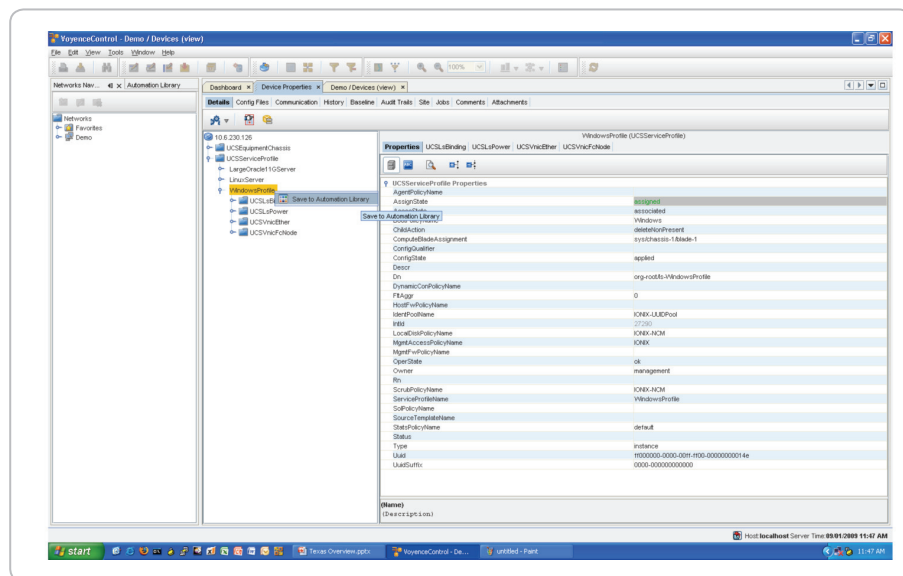 VoyenceControl - Demo / Devices (view)
File Edit View Tools Window Help
100%
Networks Nav... Automation Library
Dashboard Device Properties Demo / Devices (view)
Details Config Files Communication History Baseline Audit Trails Site Jobs Comments Attachments
Networks
Favorites
Demo
10.6.230.126
UCSEquipmentChassis
UCSServiceProfile
LargeOracle11GServer
LinuxServer
WindowsProfile
UCSLsBi
UCSLsPower
UCSVnicEther
UCSVnicFcNode
Save to Automation Library
Save to Automation Library
WindowsProfile (UCSServiceProfile)
Properties UCSLsBinding UCSLsPower UCSVnicEther UCSVnicFcNode
UCSServiceProfile Properties
AgentPolicyName
AssignState assigned
associated
Windows
ChildAction deleteNonPresent
ComputeBladeAssignment sys/chassis-1/blade-1
ConfigQualifier
ConfigState applied
Descr
Dn org-root/ls-WindowsProfile
DynamicConPolicyName
FltAggr 0
HostFwPolicyName
IdentPoolName IONIX-UUIDPool
IntId 27290
LocalDiskPolicyName IONIX-NCM
MgmtAccessPolicyName IONIX
MgmtFwPolicyName
OperState ok
Owner management
Rn
ScrubPolicyName IONIX-NCM
ServiceProfileName WindowsProfile
SolPolicyName
SourceTemplateName
StatsPolicyName default
Status
Type instance
Uuid
UuidSuffix 0000-000000000000
(Name)
(Description)
Host:localhost Server Time:09/01/2009 11:47 AM
start Texas Overview.pptx VoyenceControl - De... untitled - Paint 11:47 AM